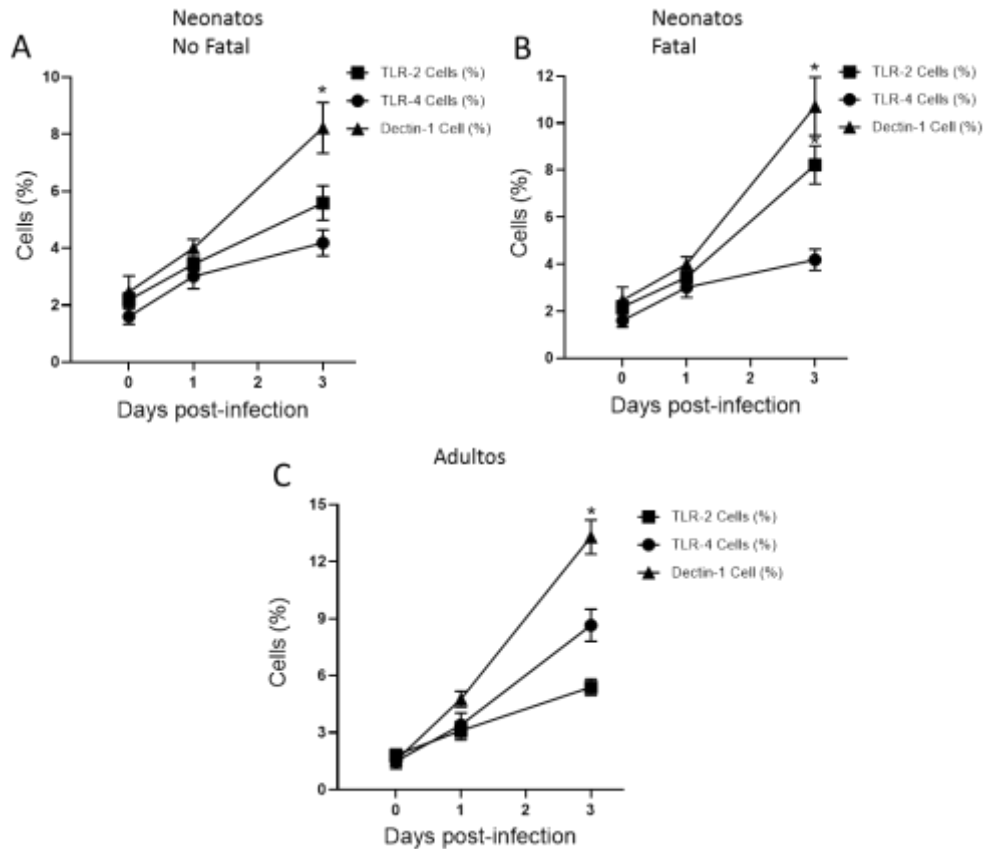 A
Neonatos
No Fatal
TLR-2 Cells (%)
TLR-4 Cells (%)
Dectin-1 Cell (%)
*
10
8
6
4
2
0
Cells (%)
0 1 2 3
Days post-infection
B
Neonatos
Fatal
TLR-2 Cells (%)
TLR-4 Cells (%)
Dectin-1 Cell (%)
*
*
12
10
8
6
4
2
0
Cells (%)
0 1 2 3
Days post-infection
C
Adultos
TLR-2 Cells (%)
TLR-4 Cells (%)
Dectin-1 Cell (%)
*
15
12
9
6
3
0
Cells (%)
0 1 2 3
Days post-infection